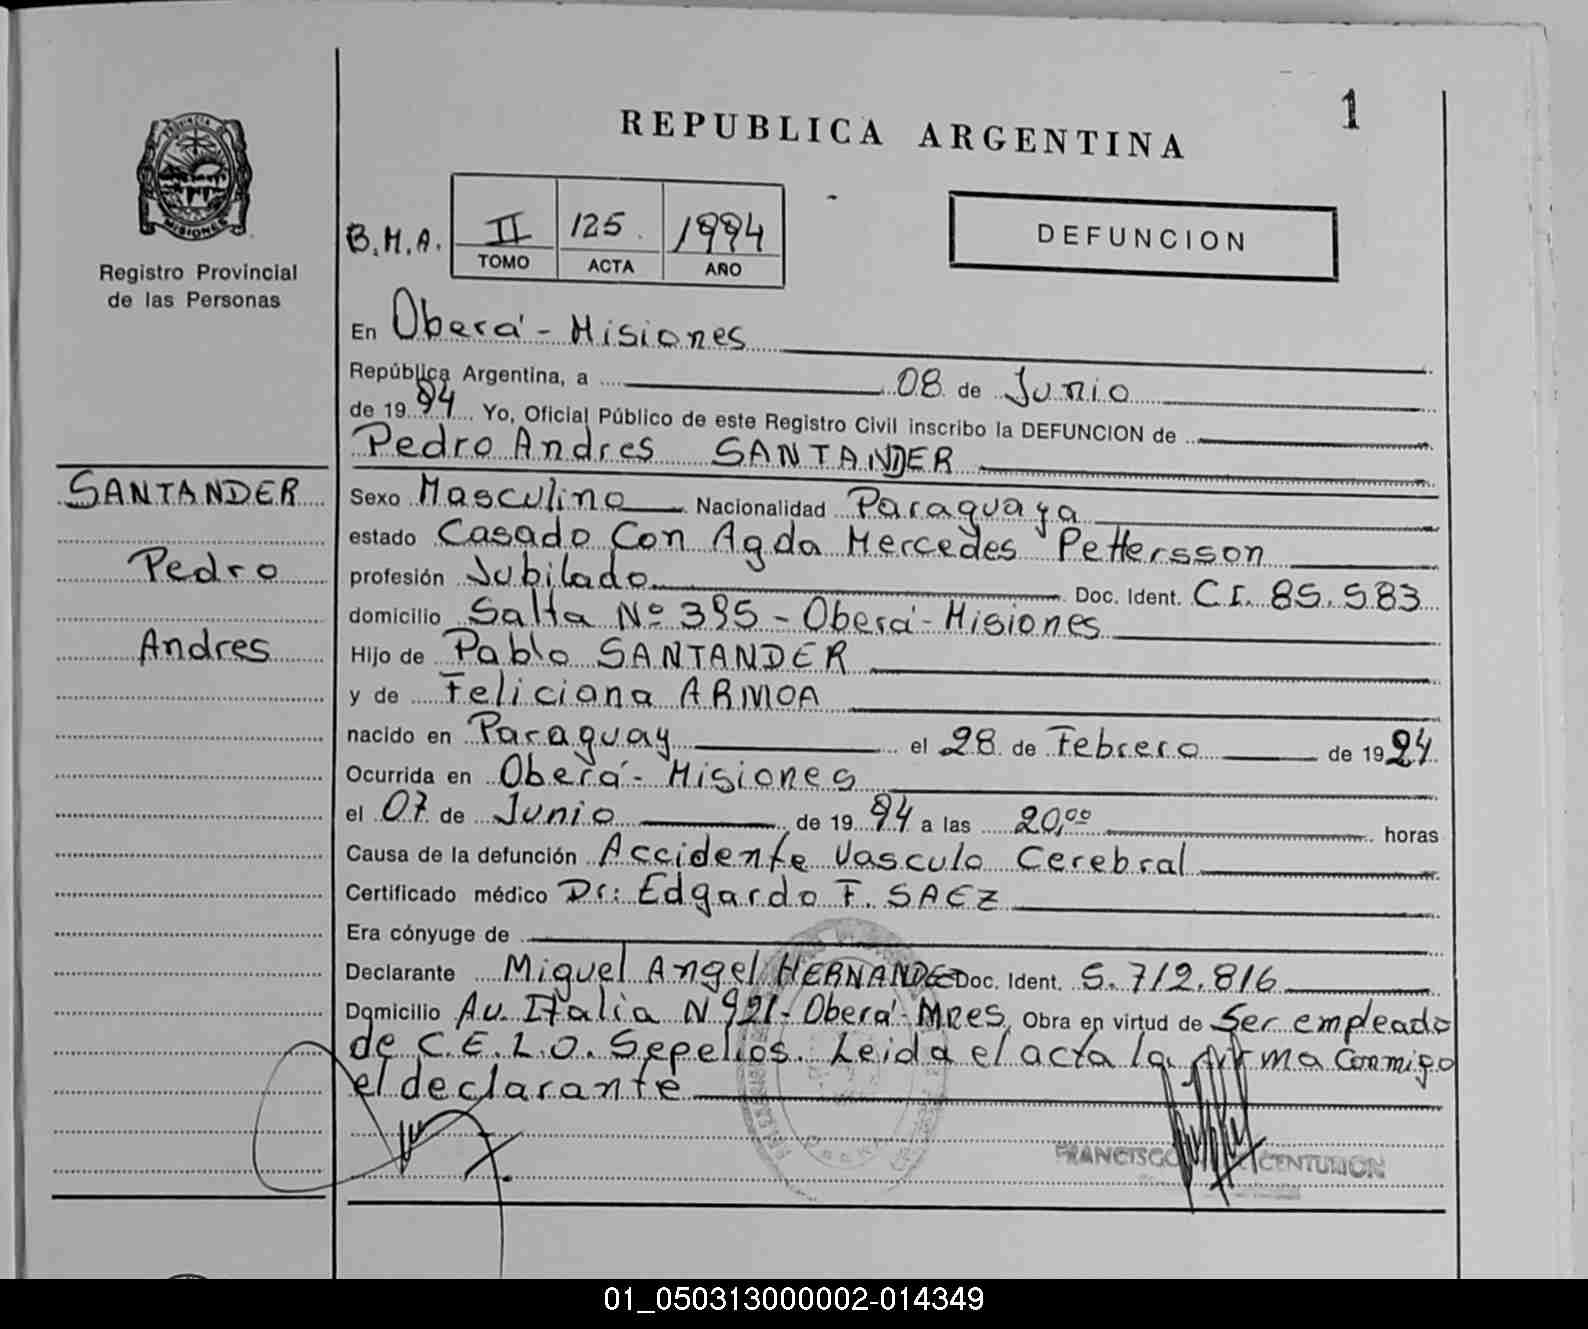 1
REPUBLICA ARGENTINA
PROVINCIA D
MISIONES
Registro Provincial
de las Personas
B.M.A.
II 125 1994
TOMO ACTA AÑO
DEFUNCION
En Oberá - Misiones
República Argentina, a 08 de Junio
de 1994 Yo, Oficial Público de este Registro Civil inscribo la DEFUNCION de
Pedro Andres SANTANDER
SANTANDER
Pedro
Andres
Sexo Masculino Nacionalidad Paraguaya
estado Casado Con Agda Mercedes Pettersson
profesión Jubilado Doc. Ident. C.I. 85.583
domicilio Salta Nº 395 - Oberá - Misiones
Hijo de Pablo SANTANDER
y de Feliciana ARMOA
nacido en Paraguay el 28 de Febrero de 1924
Ocurrida en Oberá - Misiones
el 07 de Junio de 1994 a las 20,00 horas
Causa de la defunción Accidente Vasculo Cerebral
Certificado médico Dr: Edgardo F. SAEZ
Era cónyuge de
Declarante Miguel Angel HERNANDEZ Doc. Ident. 5.712.816
Domicilio Av. Italia N 921 - Oberá - Mnes Obra en virtud de Ser empleado
de C.E.L.O. Sepelios. Leida el acta la firma conmigo
el declarante
FRANCISCO CENTURION
01_050313000002-014349